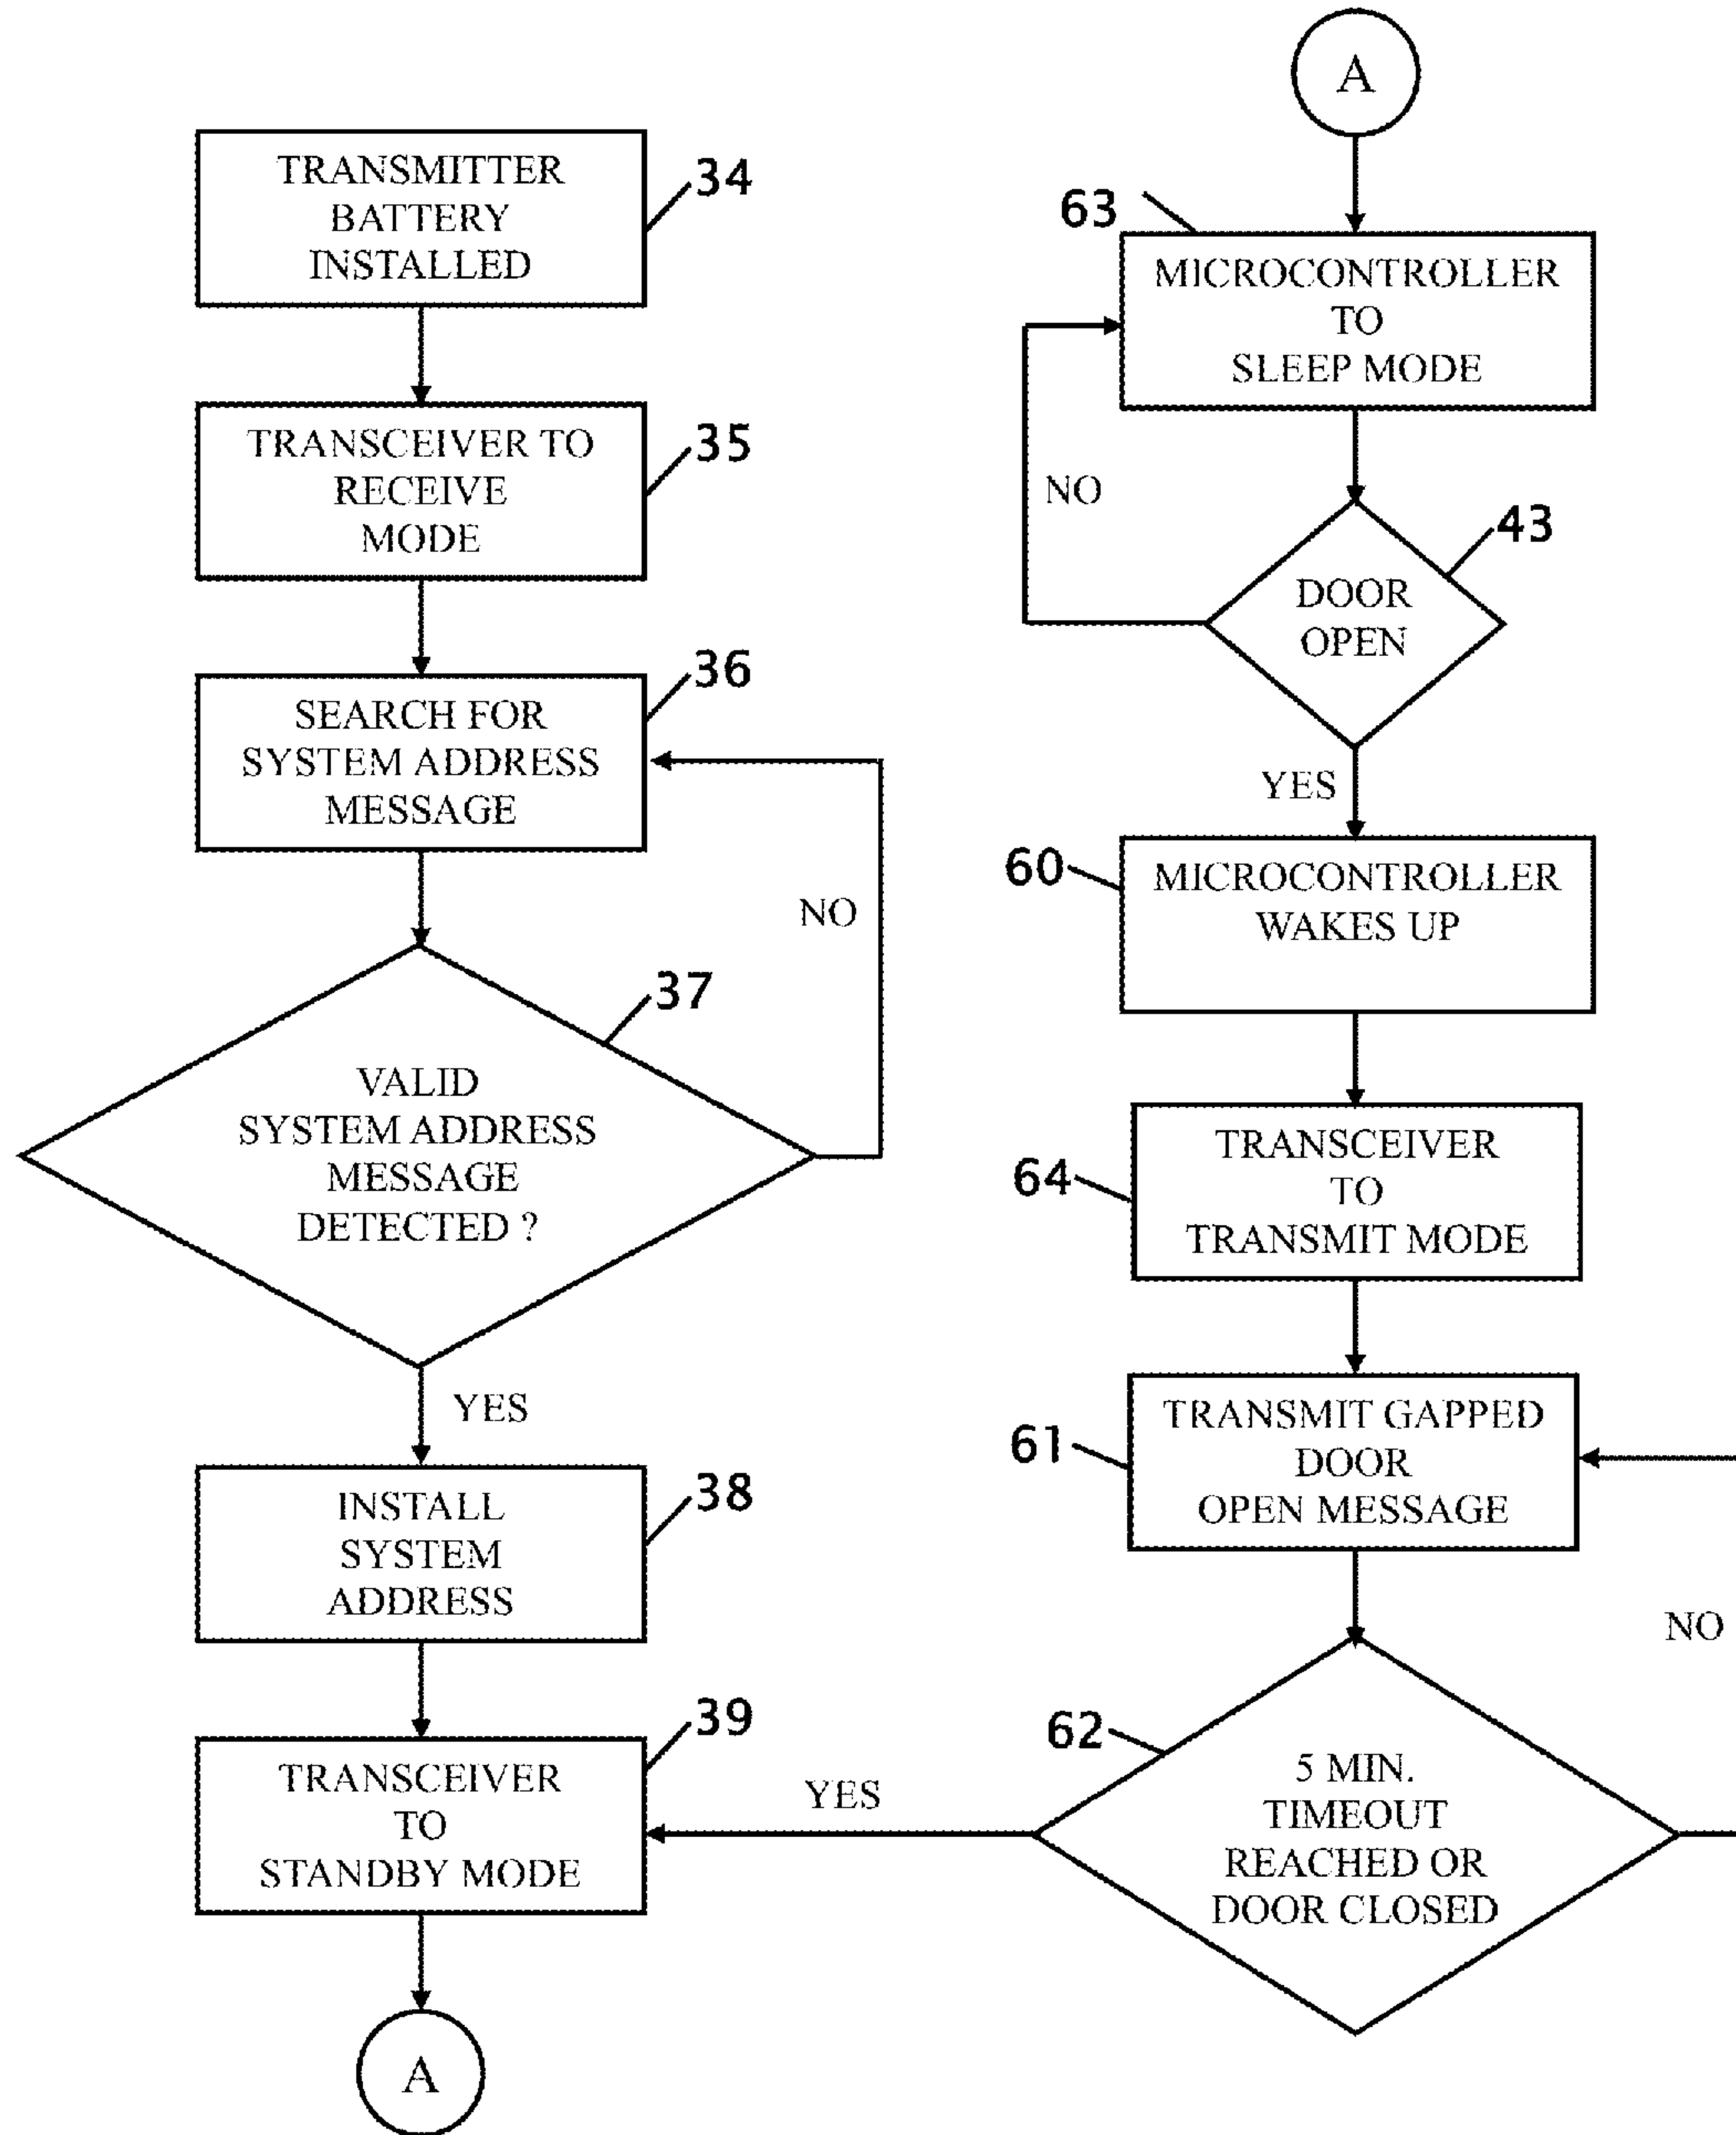 TRANSMITTER
BATTERY
INSTALLED
34
TRANSCEIVER TO
RECEIVE
MODE
35
SEARCH FOR
SYSTEM ADDRESS
MESSAGE
36
NO
VALID
SYSTEM ADDRESS
MESSAGE
DETECTED ?
37
YES
INSTALL
SYSTEM
ADDRESS
38
TRANSCEIVER
TO
STANDBY MODE
39
A
A
63
MICROCONTROLLER
TO
SLEEP MODE
NO
43
DOOR
OPEN
YES
60
MICROCONTROLLER
WAKES UP
64
TRANSCEIVER
TO
TRANSMIT MODE
61
TRANSMIT GAPPED
DOOR
OPEN MESSAGE
NO
62
5 MIN.
TIMEOUT
REACHED OR
DOOR CLOSED
YES